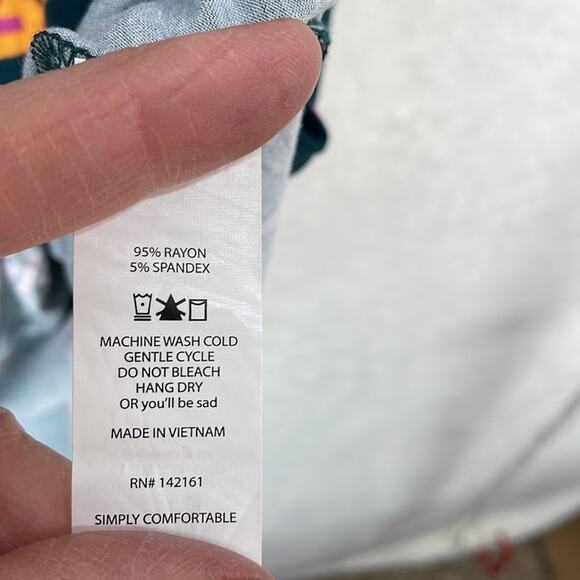 95% RAYON
5% SPANDEX
MACHINE WASH COLD
GENTLE CYCLE
DO NOT BLEACH
HANG DRY
OR you'll be sad
MADE IN VIETNAM
RN# 142161
SIMPLY COMFORTABLE